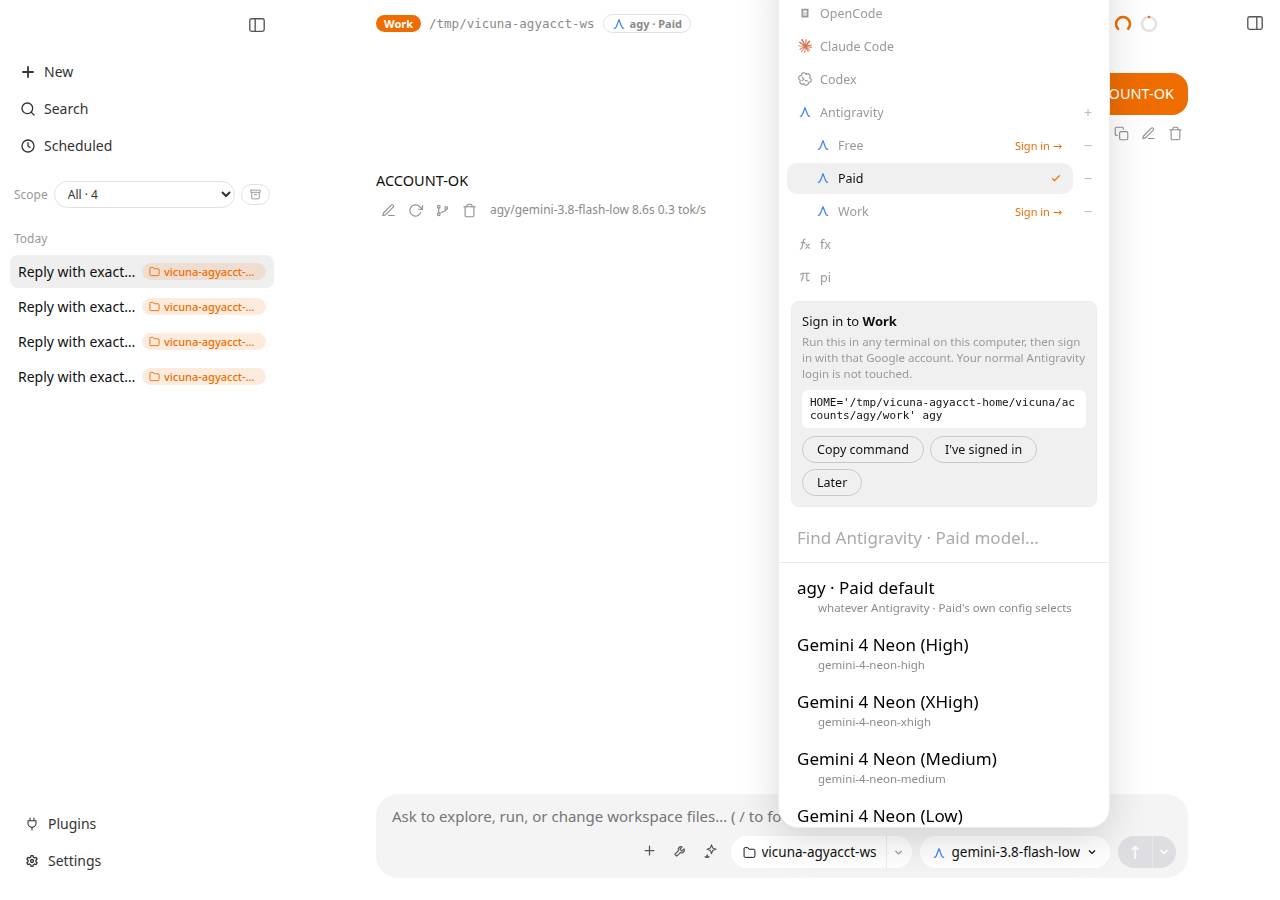 New
Search
Scheduled
Scope
All · 4
Today
Reply with exact... vicuna-agyacct-...
Reply with exact... vicuna-agyacct-...
Reply with exact... vicuna-agyacct-...
Reply with exact... vicuna-agyacct-...
Plugins
Settings
Work /tmp/vicuna-agyacct-ws agy · Paid
OUNT-OK
ACCOUNT-OK
agy/gemini-3.8-flash-low 8.6s 0.3 tok/s
OpenCode
Claude Code
Codex
Antigravity
Free Sign in →
Paid
Work Sign in →
fx fx
π pi
Sign in to Work
Run this in any terminal on this computer, then sign
in with that Google account. Your normal Antigravity
login is not touched.
HOME='/tmp/vicuna-agyacct-home/vicuna/ac
counts/agy/work' agy
Copy command
I've signed in
Later
Find Antigravity · Paid model...
agy · Paid default
whatever Antigravity · Paid's own config selects
Gemini 4 Neon (High)
gemini-4-neon-high
Gemini 4 Neon (XHigh)
gemini-4-neon-xhigh
Gemini 4 Neon (Medium)
gemini-4-neon-medium
Gemini 4 Neon (Low)
Ask to explore, run, or change workspace files... ( / to fo
vicuna-agyacct-ws
gemini-3.8-flash-low